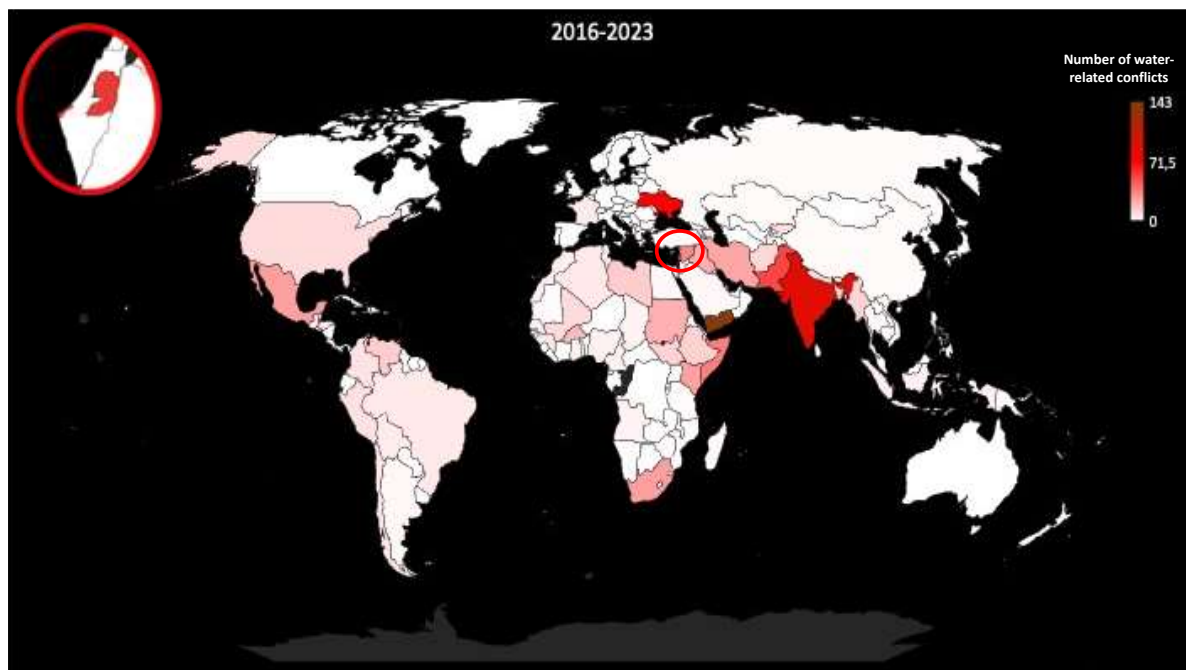 2016-2023
Number of water-
related conflicts
143
71,5
0